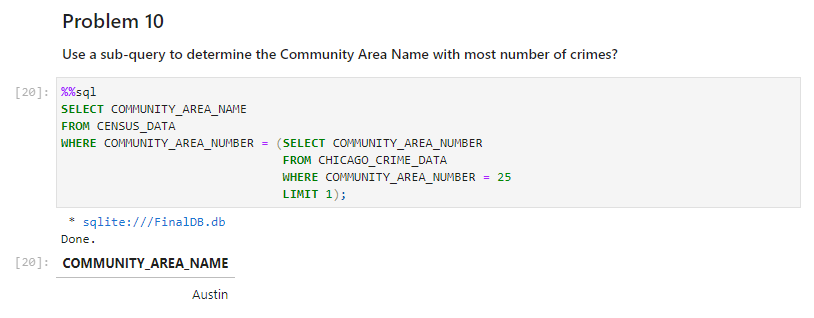 Problem 10
Use a sub-query to determine the Community Area Name with most number of crimes?
[20]: %%sql
SELECT COMMUNITY_AREA_NAME
FROM CENSUS_DATA
WHERE COMMUNITY_AREA_NUMBER = (SELECT COMMUNITY_AREA_NUMBER
FROM CHICAGO_CRIME_DATA
WHERE COMMUNITY_AREA_NUMBER = 25
LIMIT 1);
* sqlite:///FinalDB.db
Done.
[20]: COMMUNITY_AREA_NAME
Austin